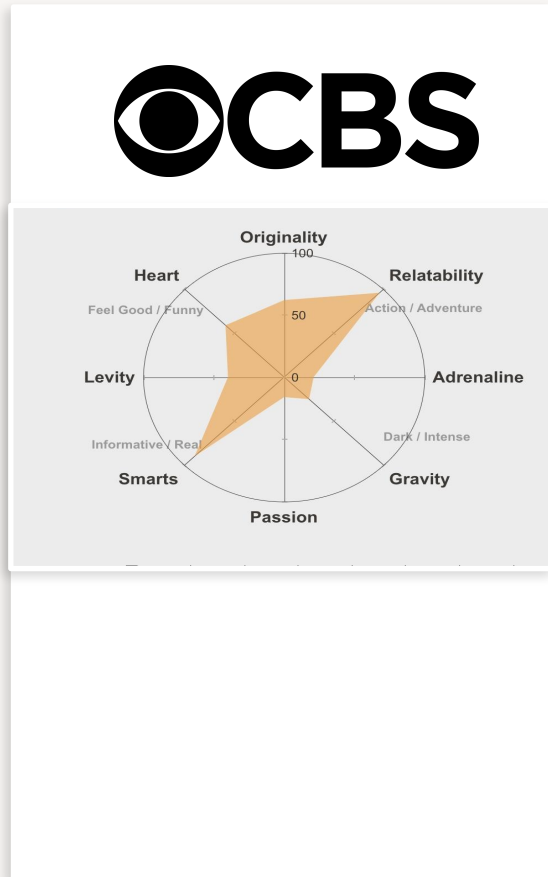 CBS
Originality
100
Heart
Relatability
Feel Good / Funny
Action / Adventure
50
Levity
0
Adrenaline
Informative / Real
Dark / Intense
Smarts
Gravity
Passion